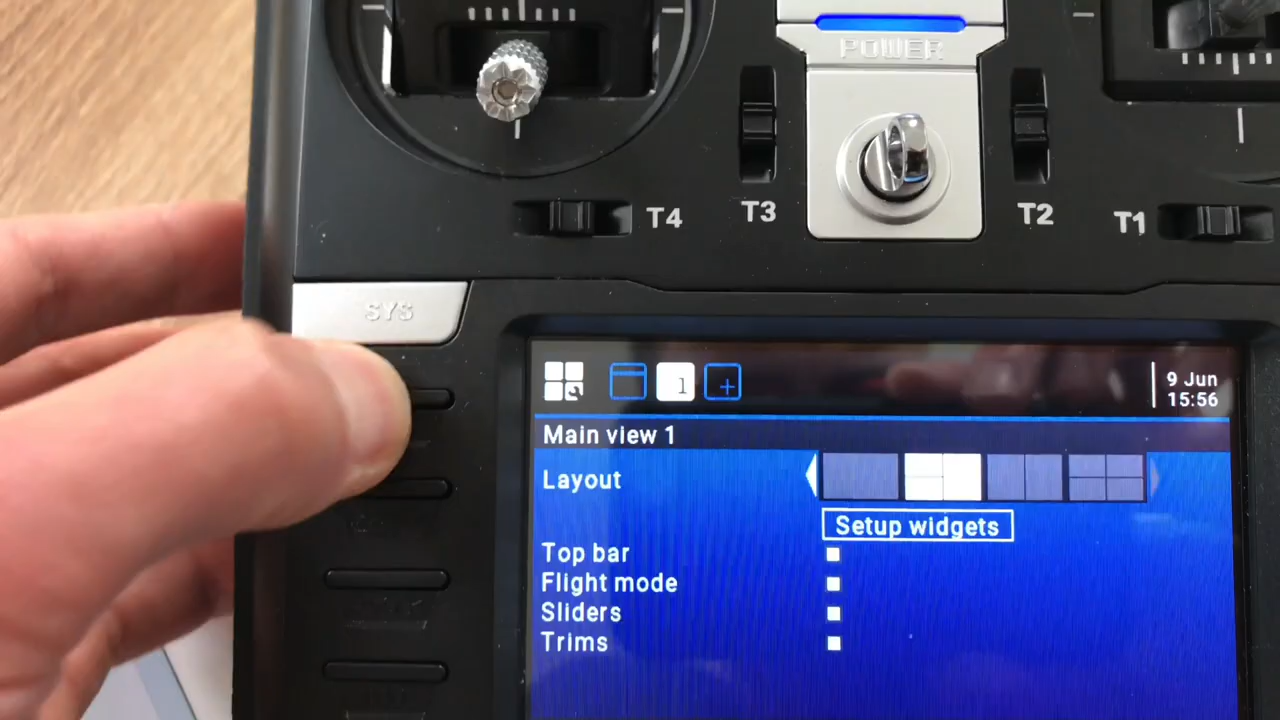 POWER
T4
T3
T2
T1
SYS
1
9 Jun
15:56
Main view 1
Layout
Setup widgets
Top bar
Flight mode
Sliders
Trims